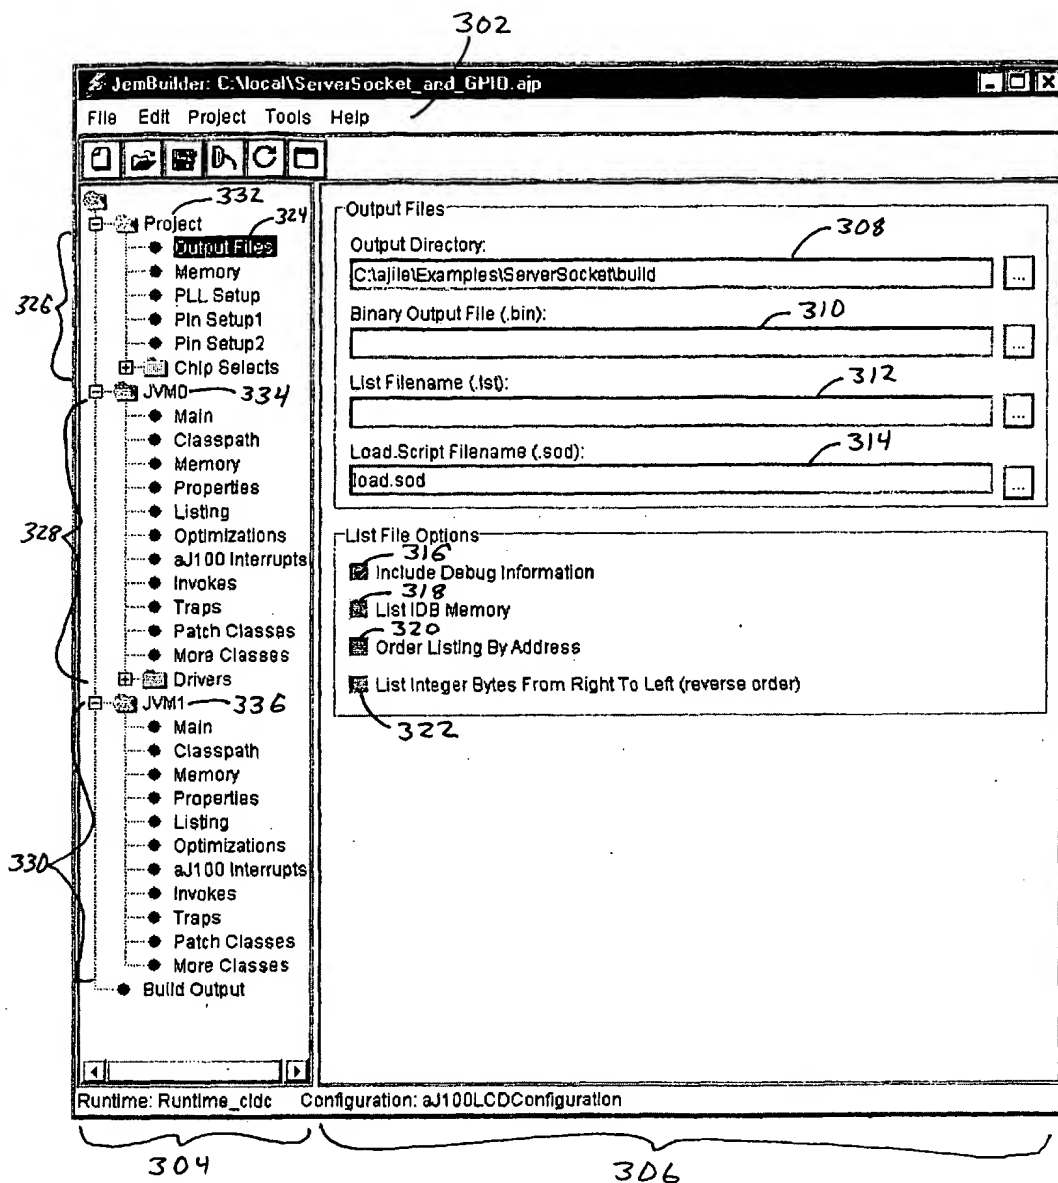 302
JemBuilder: C:\local\ServerSocket_and_GPIO.ajp
File Edit Project Tools Help
332
Project
324
Output Files
Memory
PLL Setup
Pin Setup1
Pin Setup2
Chip Selects
326
JVM0
334
Main
Classpath
Memory
Properties
Listing
Optimizations
aJ100 Interrupts
Invokes
Traps
Patch Classes
More Classes
Drivers
328
JVM1
336
Main
Classpath
Memory
Properties
Listing
Optimizations
aJ100 Interrupts
Invokes
Traps
Patch Classes
More Classes
330
Build Output
Output Files
308
Output Directory:
C:\ajile\Examples\ServerSocket\build
...
310
Binary Output File (.bin):
...
312
List Filename (.lst):
...
314
Load.Script Filename (.sod):
load.sod
...
List File Options
316
Include Debug Information
318
List IDB Memory
320
Order Listing By Address
List Integer Bytes From Right To Left (reverse order)
322
Runtime: Runtime_cldc Configuration: aJ100LCDConfiguration
304
306